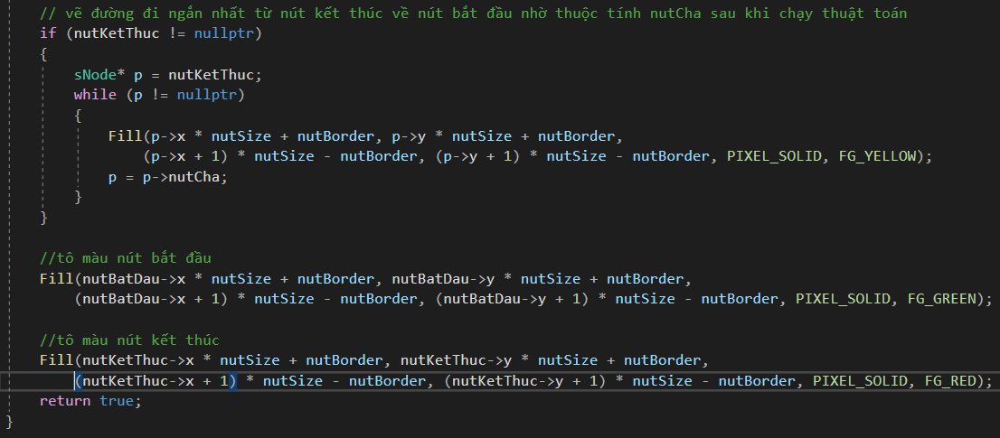 // vẽ đường đi ngắn nhất từ nút kết thúc về nút bắt đầu nhờ thuộc tính nutCha sau khi chạy thuật toán
if (nutKetThuc != nullptr)
{
sNode* p = nutKetThuc;
while (p != nullptr)
{
Fill(p->x * nutSize + nutBorder, p->y * nutSize + nutBorder,
(p->x + 1) * nutSize - nutBorder, (p->y + 1) * nutSize - nutBorder, PIXEL_SOLID, FG_YELLOW);
p = p->nutCha;
}
}
//tô màu nút bắt đầu
Fill(nutBatDau->x * nutSize + nutBorder, nutBatDau->y * nutSize + nutBorder,
(nutBatDau->x + 1) * nutSize - nutBorder, (nutBatDau->y + 1) * nutSize - nutBorder, PIXEL_SOLID, FG_GREEN);
//tô màu nút kết thúc
Fill(nutKetThuc->x * nutSize + nutBorder, nutKetThuc->y * nutSize + nutBorder,
(nutKetThuc->x + 1) * nutSize - nutBorder, (nutKetThuc->y + 1) * nutSize - nutBorder, PIXEL_SOLID, FG_RED);
return true;
}